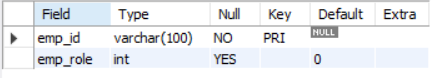 Field Type Null Key Default Extra
emp_id varchar(100) NO PRI NULL
emp_role int YES 0